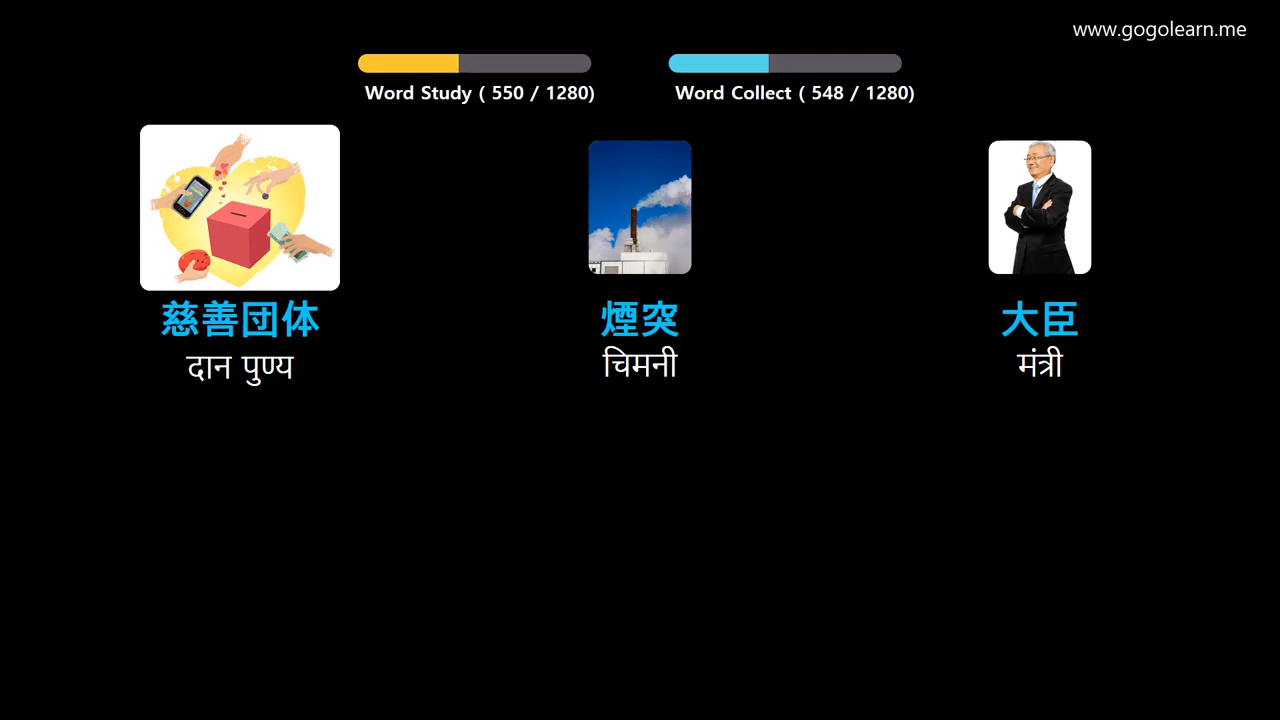 www.gogolearn.me
Word Study ( 550 / 1280)
Word Collect ( 548 / 1280)
慈善団体
煙突
大臣
दान पुण्य
चिमनी
मंत्री